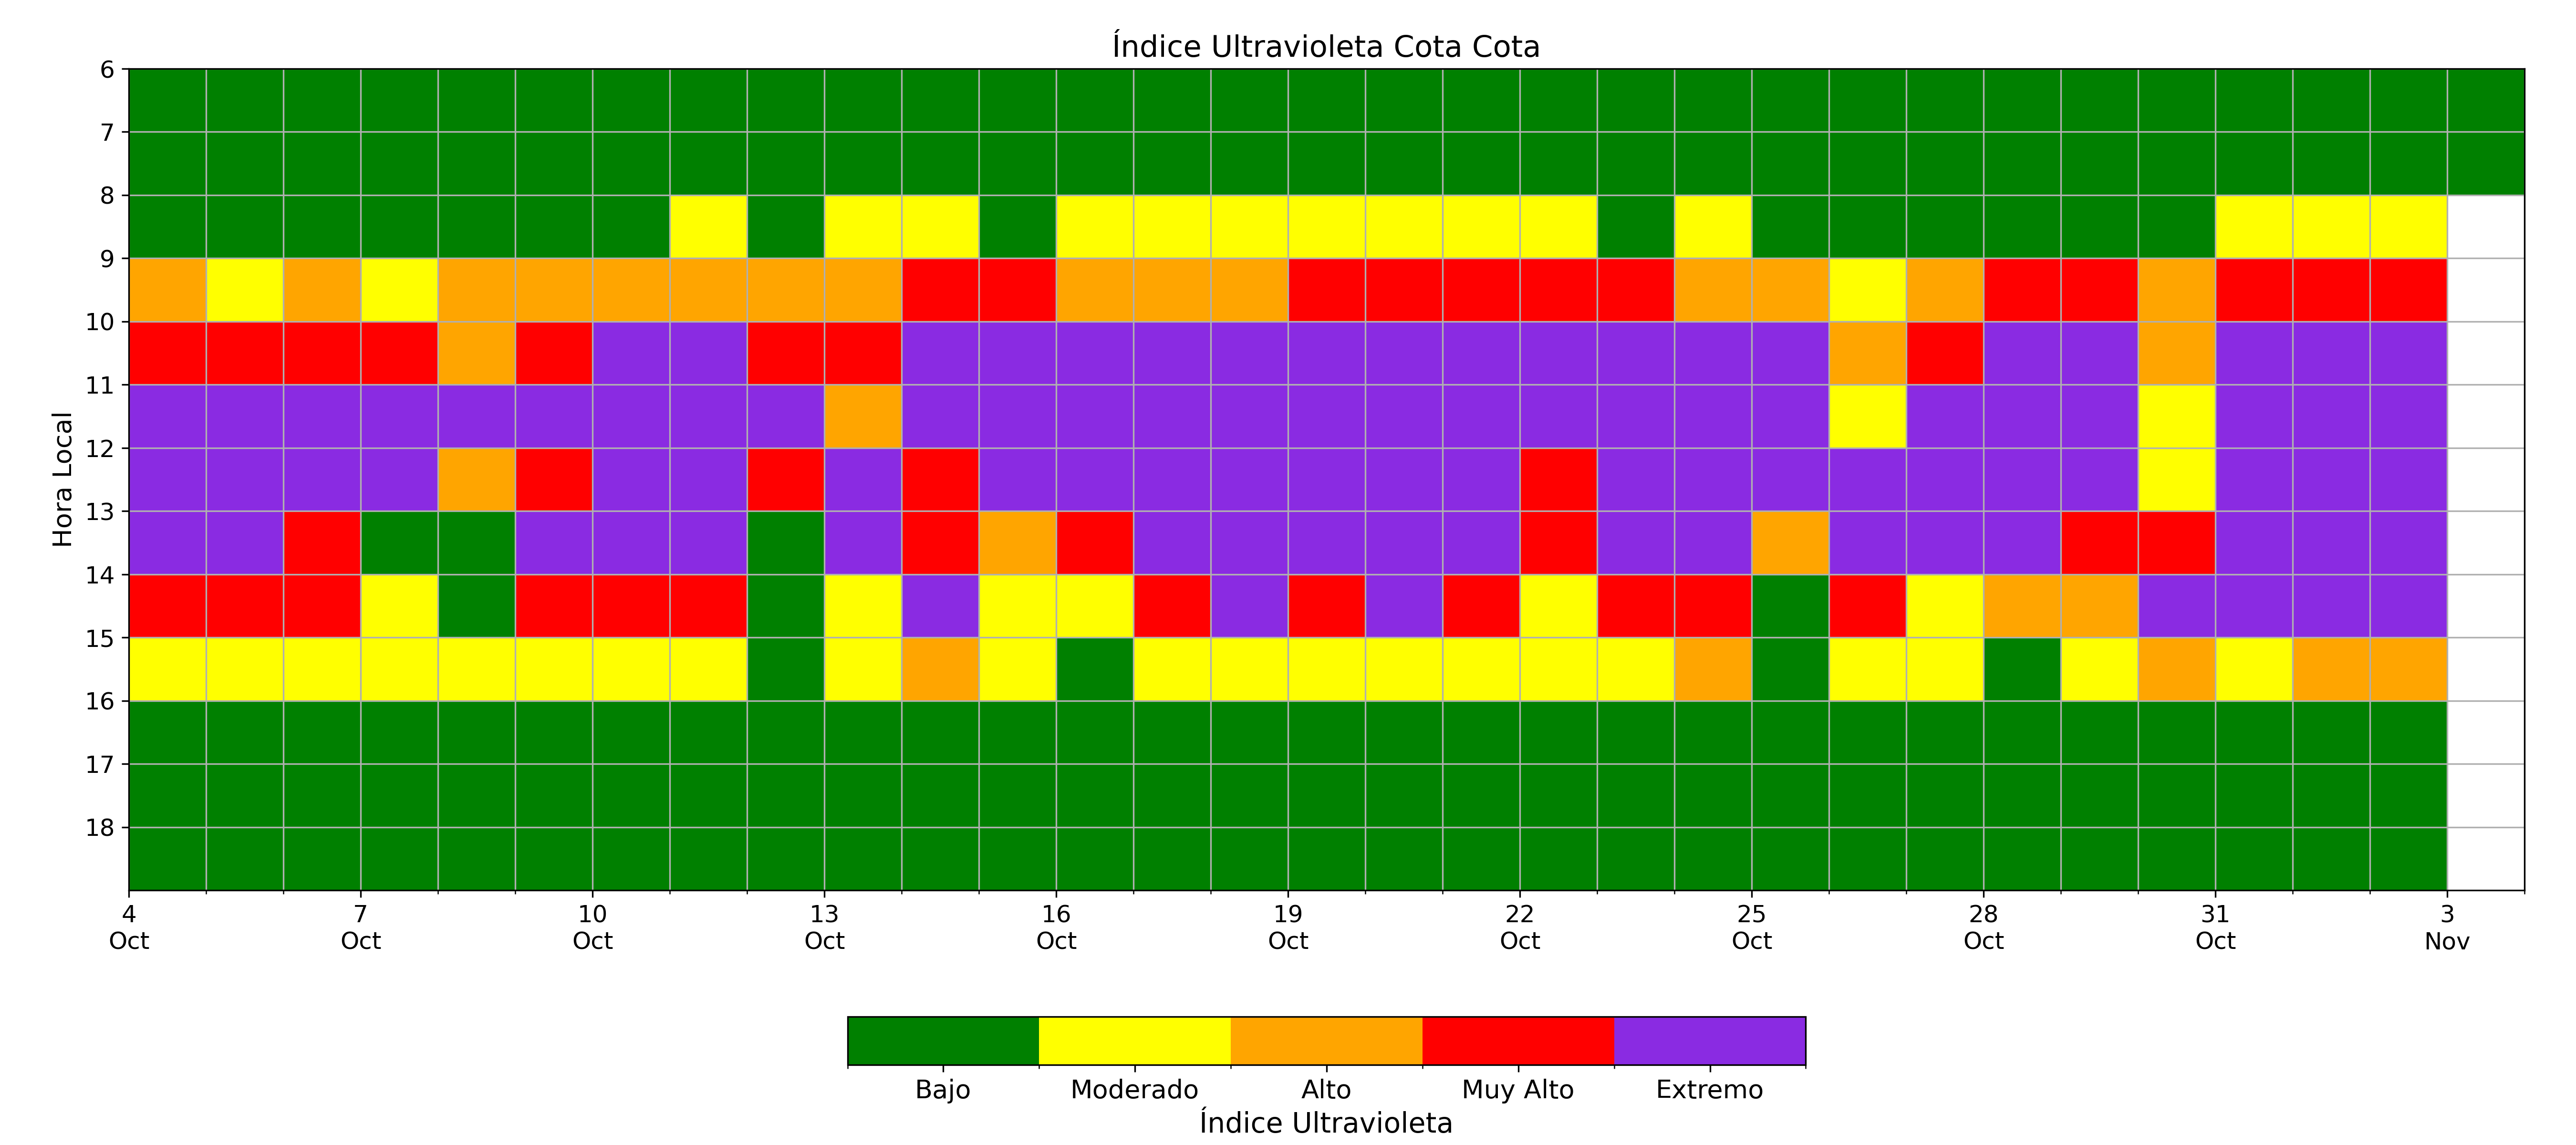 Índice Ultravioleta Cota Cota
Hora Local
6
7
8
9
10
11
12
13
14
15
16
17
18
4 7 10 13 16 19 22 25 28 31 3
Oct Oct Oct Oct Oct Oct Oct Oct Oct Oct Nov
Bajo Moderado Alto Muy Alto Extremo
Índice Ultravioleta